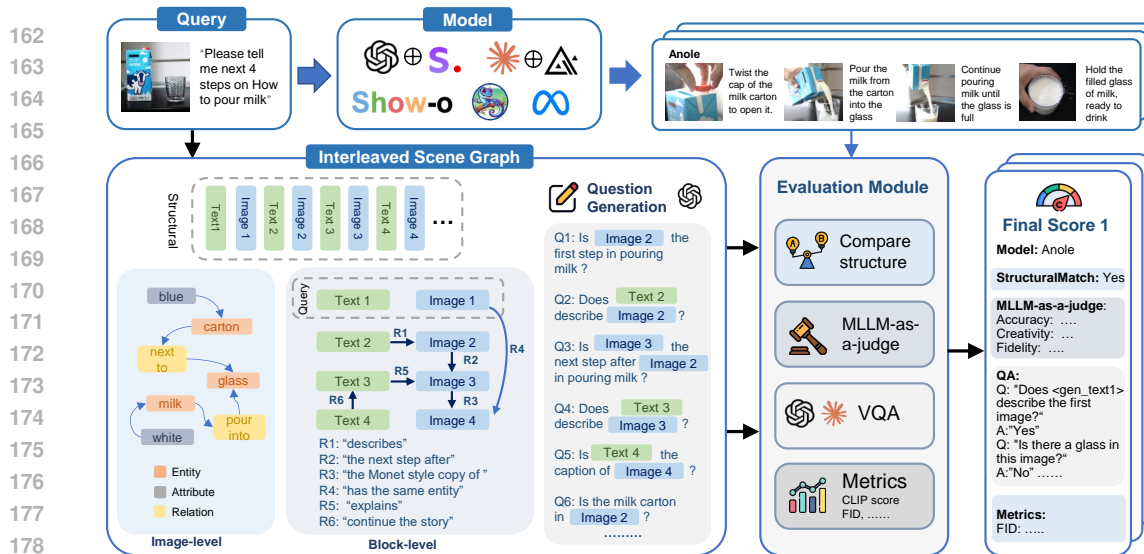 162
163
164
165
166
167
168
169
170
171
172
173
174
175
176
177
178
Query
"Please tell
me next 4
steps on How
to pour milk"
Model
S.
Show-o
Anole
Twist the
cap of the
milk carton
to open it.
Pour the
milk from
the carton
into the
glass
Continue
pouring
milk until
the glass is
full
Hold the
filled glass
of milk,
ready to
drink
Interleaved Scene Graph
Structural
Text1
Image 1
Text 2
Image 2
Text 3
Image 3
Text 4
Image 4
...
blue
carton
next
to
glass
milk
pour
into
white
Entity
Attribute
Relation
Image-level
Query
Text 1
Image 1
Text 2
R1
Image 2
R2
R4
Text 3
R5
Image 3
R6
R3
Text 4
Image 4
R1: "describes"
R2: "the next step after"
R3: "the Monet style copy of "
R4: "has the same entity"
R5: "explains"
R6: "continue the story"
Block-level
Question
Generation
Q1: Is Image 2 the
first step in pouring
milk ?
Q2: Does Text 2
describe Image 2 ?
Q3: Is Image 3 the
next step after Image 2
in pouring milk ?
Q4: Does Text 3
describe Image 3 ?
Q5: Is Text 4 the
caption of Image 4 ?
Q6: Is the milk carton
in Image 2 ?
.........
Evaluation Module
A
B
Compare
structure
MLLM-as-
a-judge
VQA
Metrics
CLIP score
FID, ......
C
Final Score 1
Model: Anole
StructuralMatch: Yes
MLLM-as-a-judge:
Accuracy: ....
Creativity: ...
Fidelity: ....
QA:
Q: "Does <gen_text1>
describe the first
image?"
A:"Yes"
Q: "Is there a glass in
this image?"
A:"No" ......
Metrics:
FID: .....